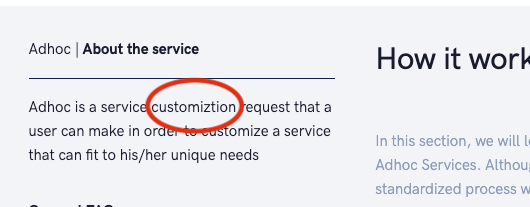 Adhoc | About the service
Adhoc is a service customiztion request that a
user can make in order to customize a service
that can fit to his/her unique needs
General FAQ
How it work
In this section, we will l
Adhoc Services. Althoug
standardized process w